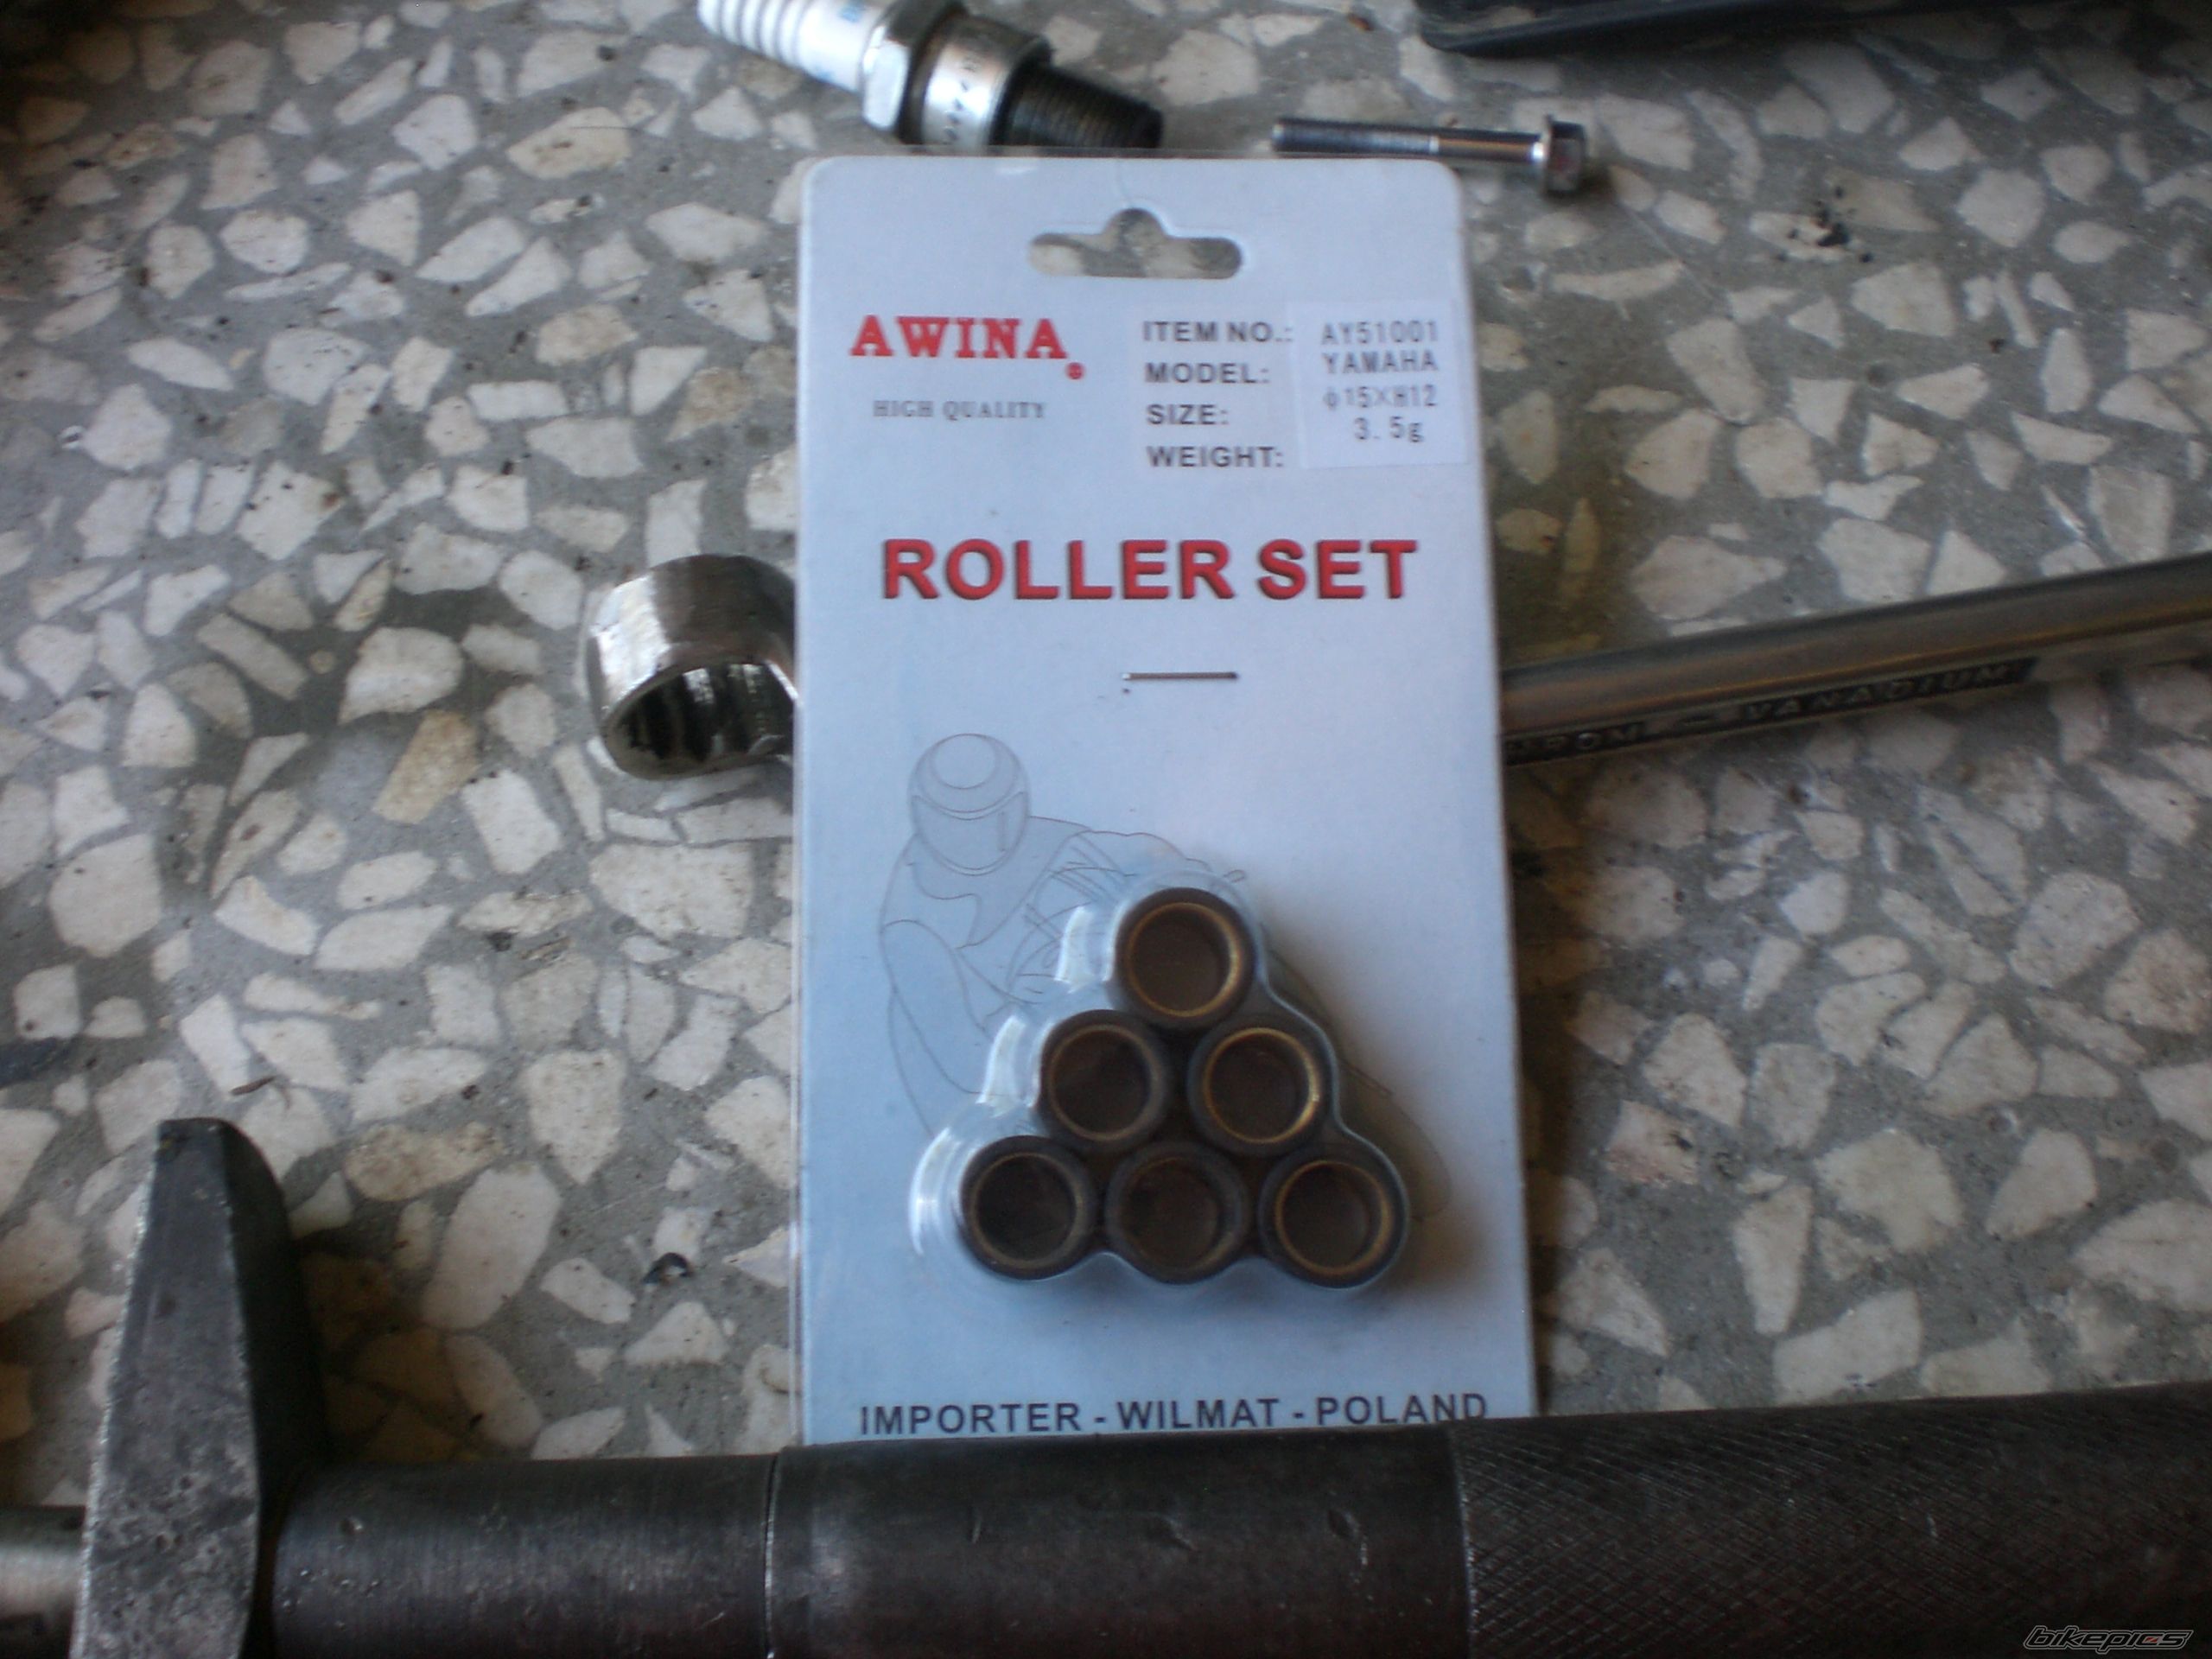 AWINA
HIGH QUALITY
ITEM NO.: AY51001
MODEL: YAMAHA
SIZE: ϕ15×H12
WEIGHT: 3.5g
ROLLER SET
VANADIUM
IMPORTER - WILMAT - POLAND
bikepics